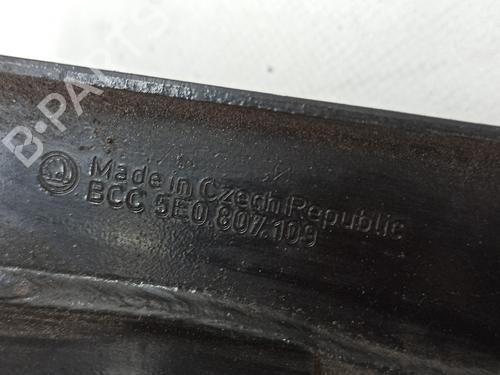 B-PARTS
Made in Czech Republic
BCC 5E0.807.109